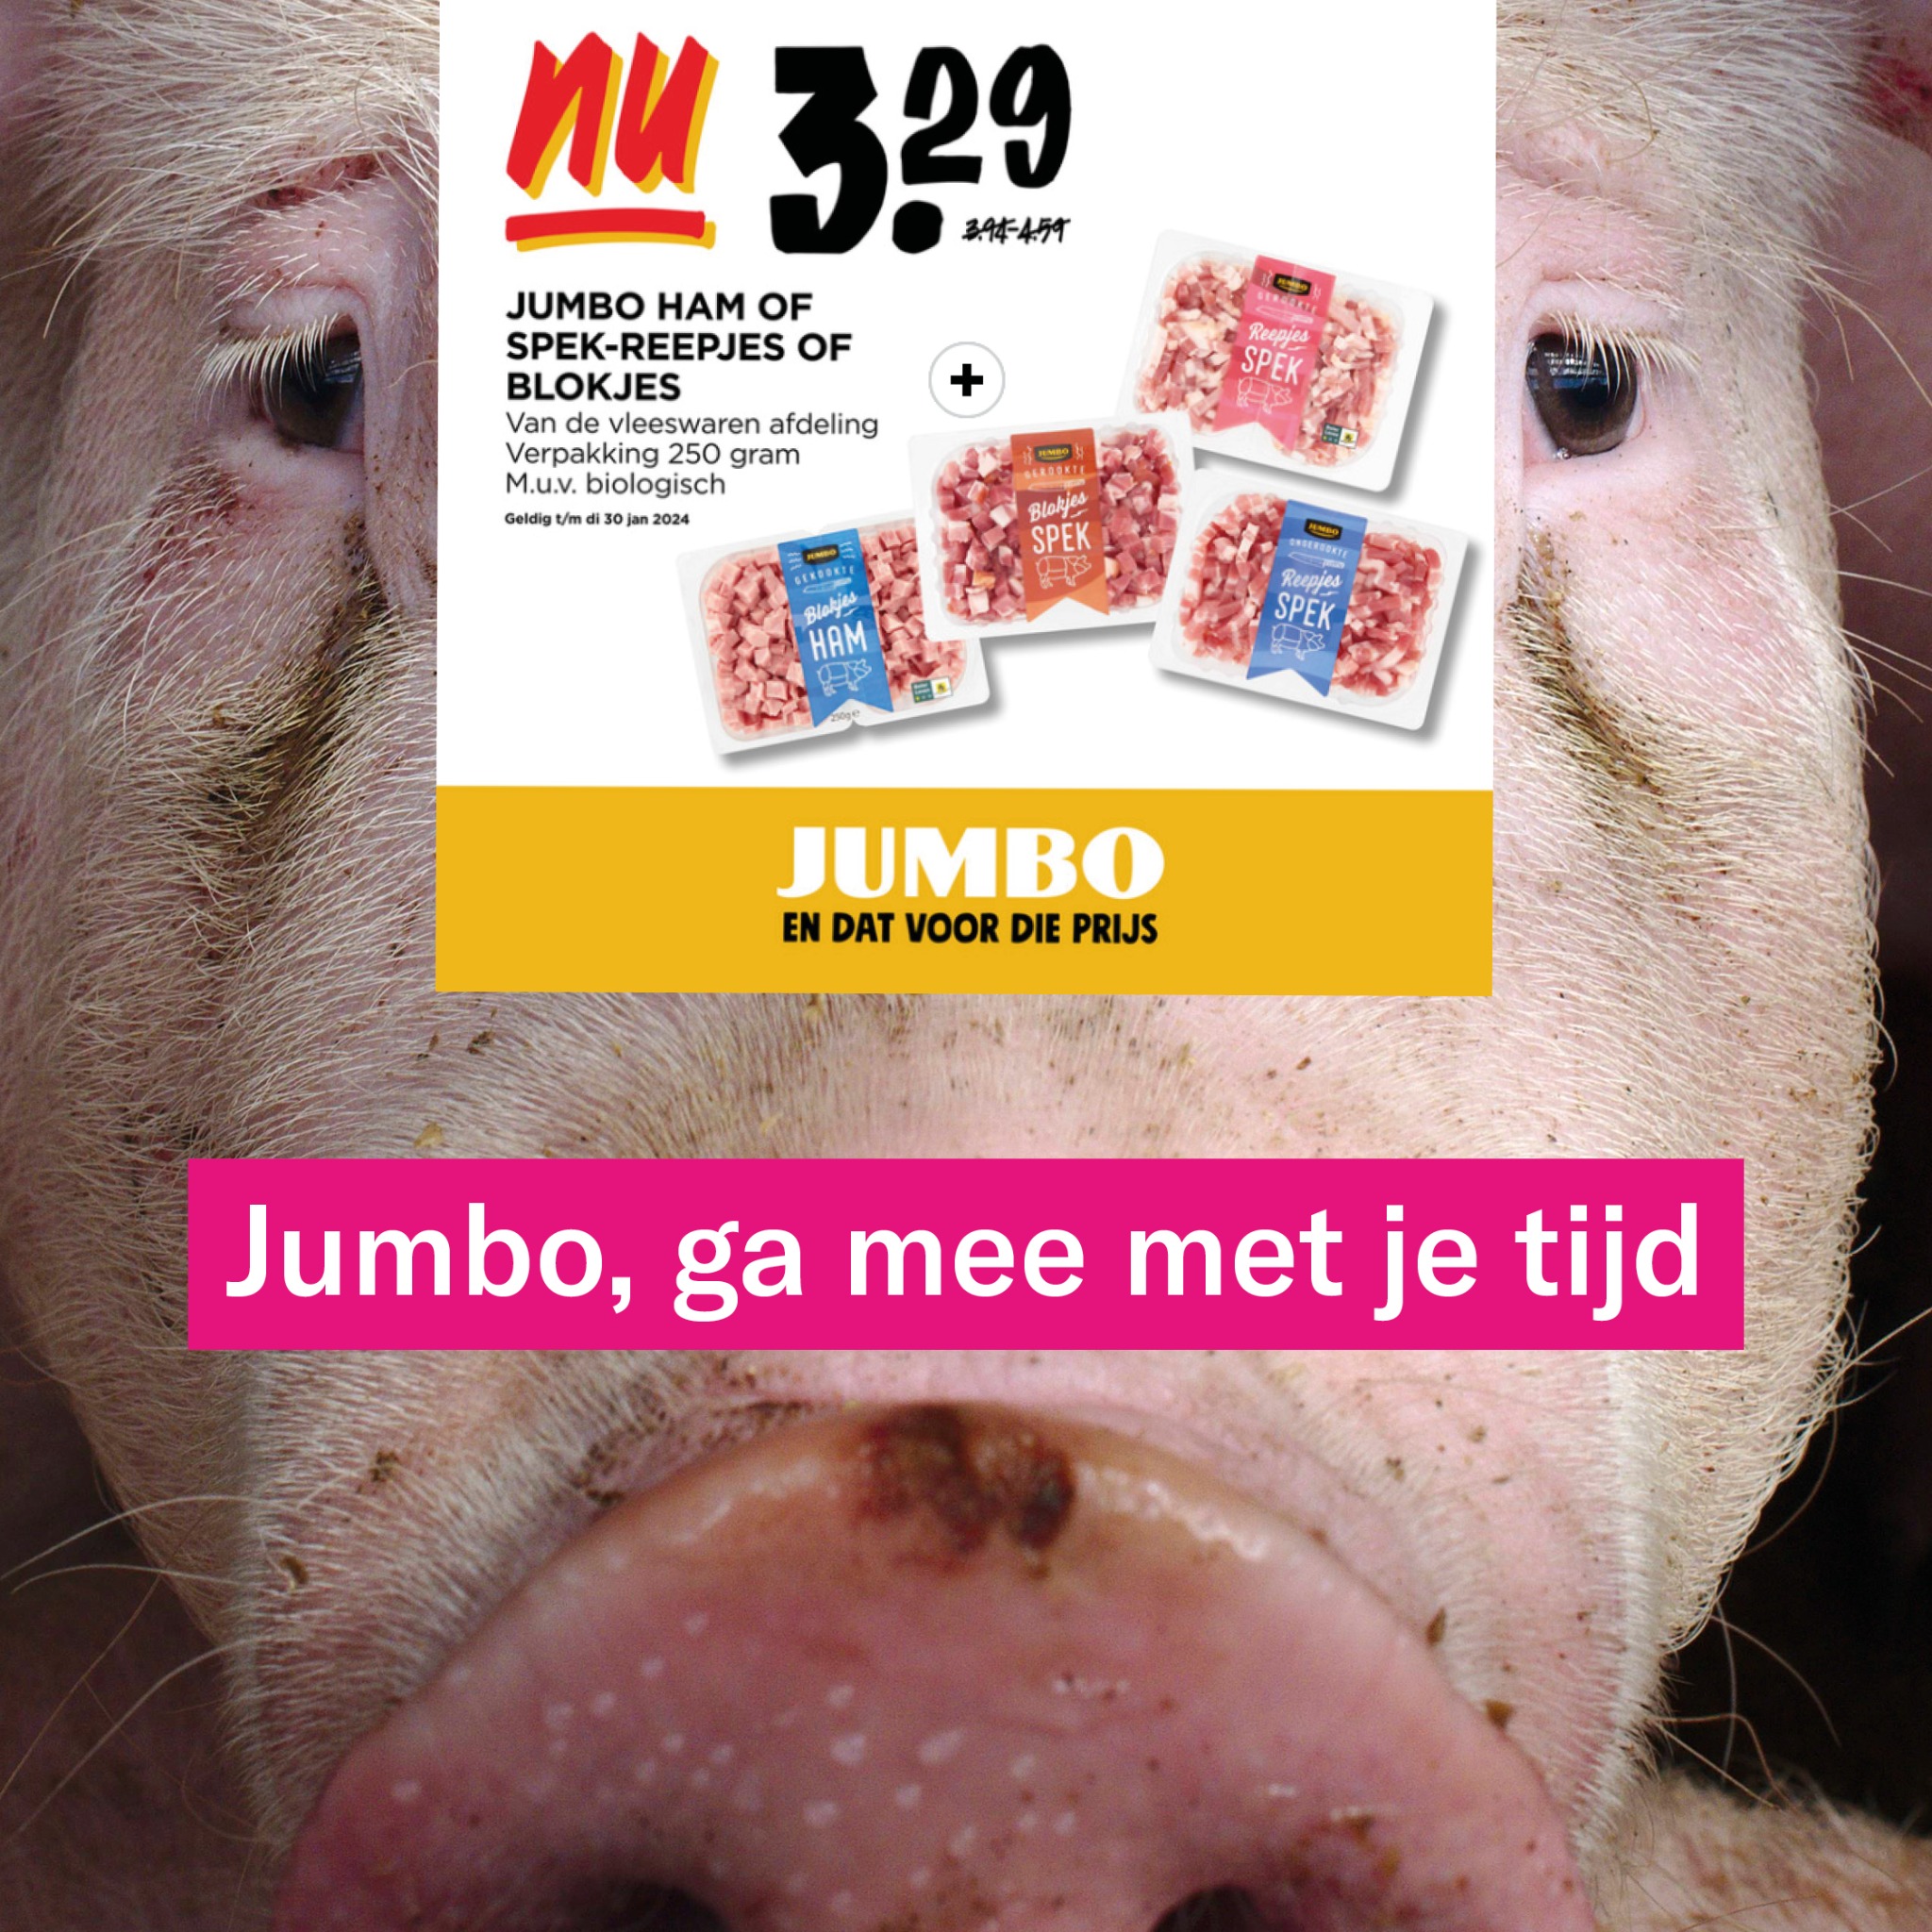 nu 3.29
3.94-4.59
JUMBO HAM OF
SPEK-REEPJES OF
BLOKJES
Van de vleeswaren afdeling
Verpakking 250 gram
M.u.v. biologisch
Geldig t/m di 30 jan 2024
+
JUMBO
GEROOKTE
Reepjes
SPEK
JUMBO
GEROOKTE
Blokjes
SPEK
JUMBO
GEROOKTE
Blokjes
HAM
250g e
JUMBO
ONGEROOKTE
Reepjes
SPEK
JUMBO
EN DAT VOOR DIE PRIJS
Jumbo, ga mee met je tijd